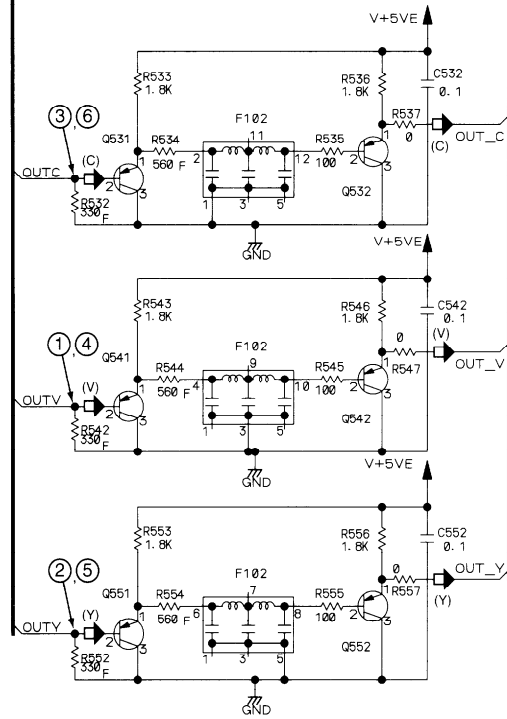 V+5VE
R533
1.8K
R536
1.8K
C532
0.1
3, 6
F102
R537
0
OUT_C
(C)
Q531
R534
560 F
2
11
12
R535
100
1
2
3
Q532
OUTC
(C)
1
2
3
R532
330 F
1
3
5
GND
V+5VE
R543
1.8K
R546
1.8K
C542
0.1
1, 4
F102
0
R547
(V)
OUT_V
Q541
R544
560 F
4
9
10
R545
100
1
2
3
Q542
OUTV
(V)
1
2
3
R542
330 F
1
3
5
GND
V+5VE
R553
1.8K
R556
1.8K
C552
0.1
2, 5
F102
0
R557
(Y)
OUT_Y
Q551
R554
560 F
6
7
8
R555
100
1
2
3
Q552
OUTY
(Y)
1
2
3
R552
330 F
1
3
5
GND